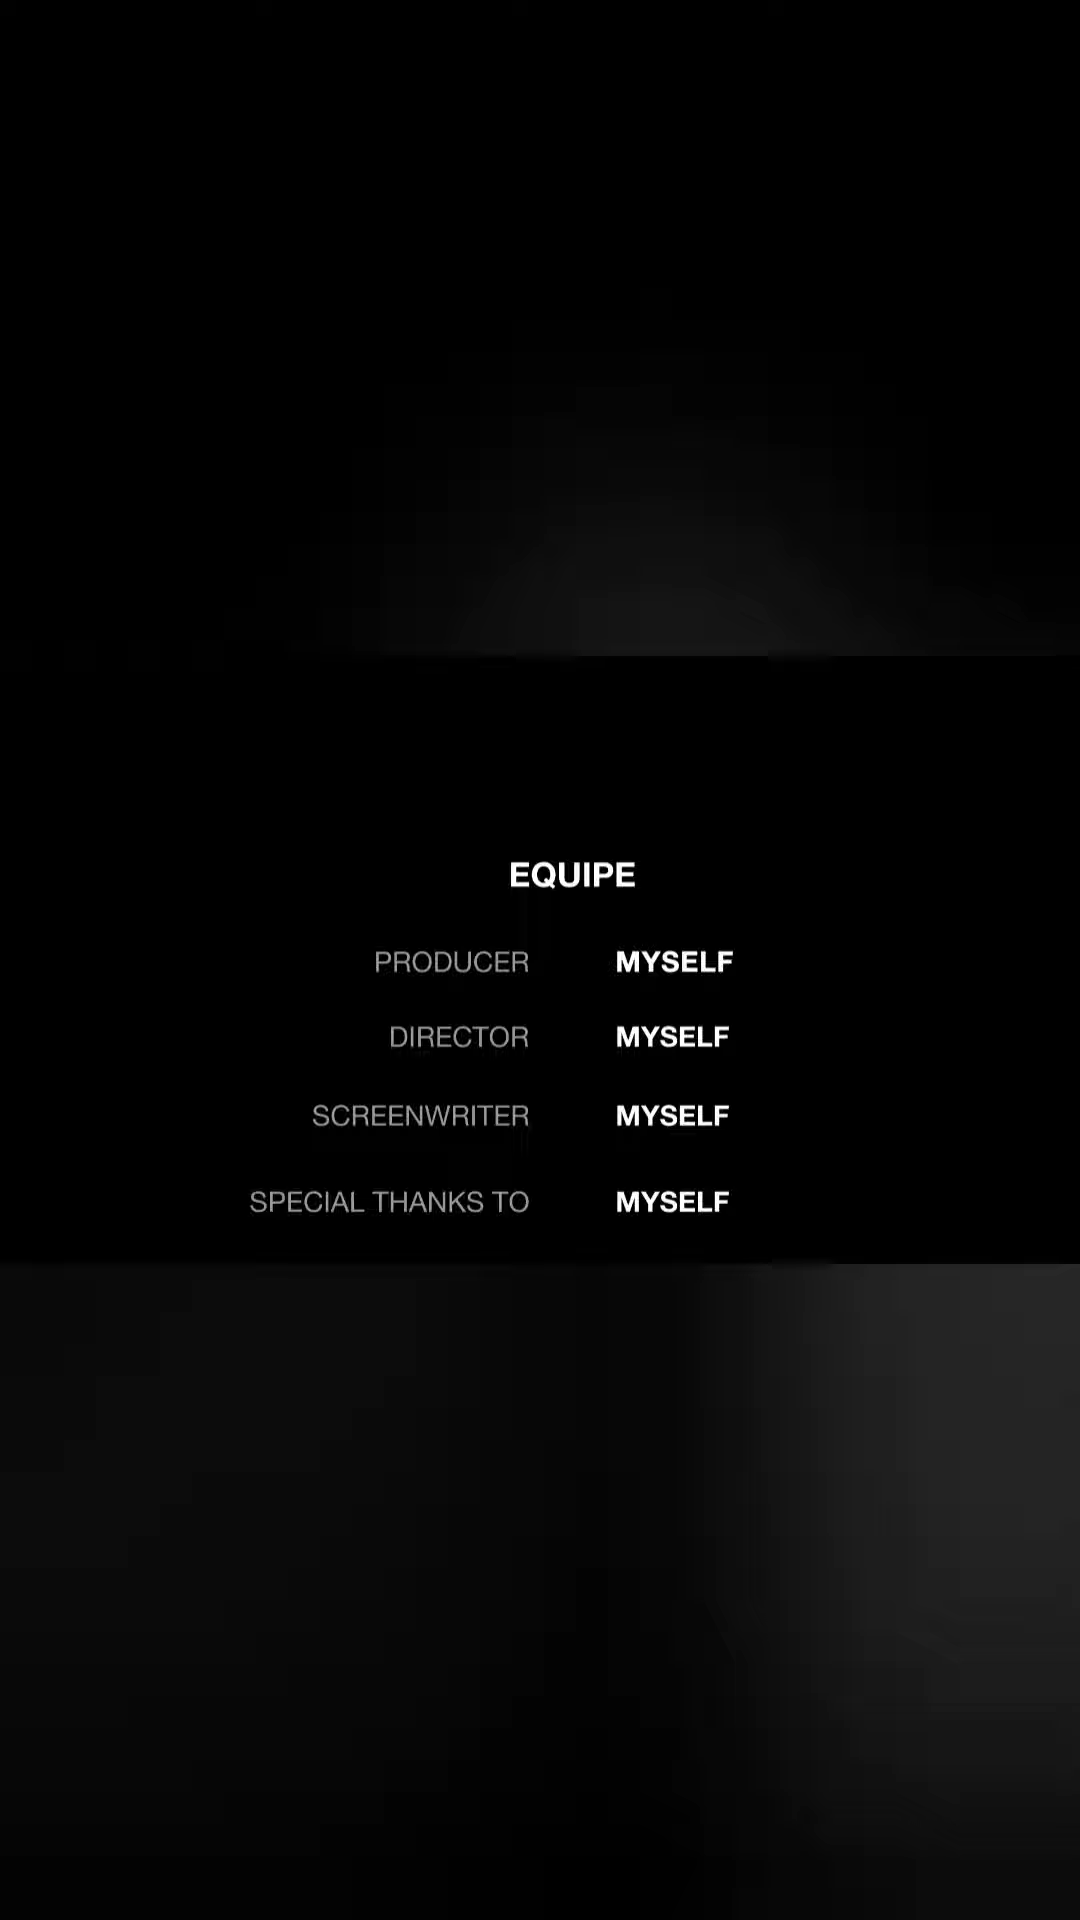 EQUIPE
PRODUCER MYSELF
DIRECTOR MYSELF
SCREENWRITER MYSELF
SPECIAL THANKS TO MYSELF